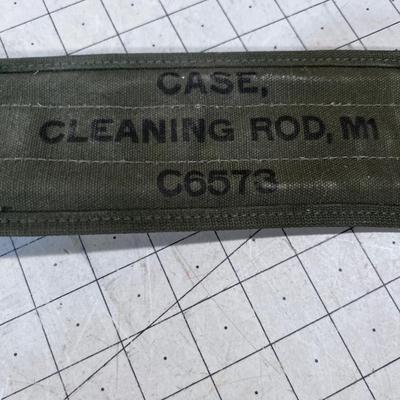 CASE,
CLEANING ROD, M1
C6573